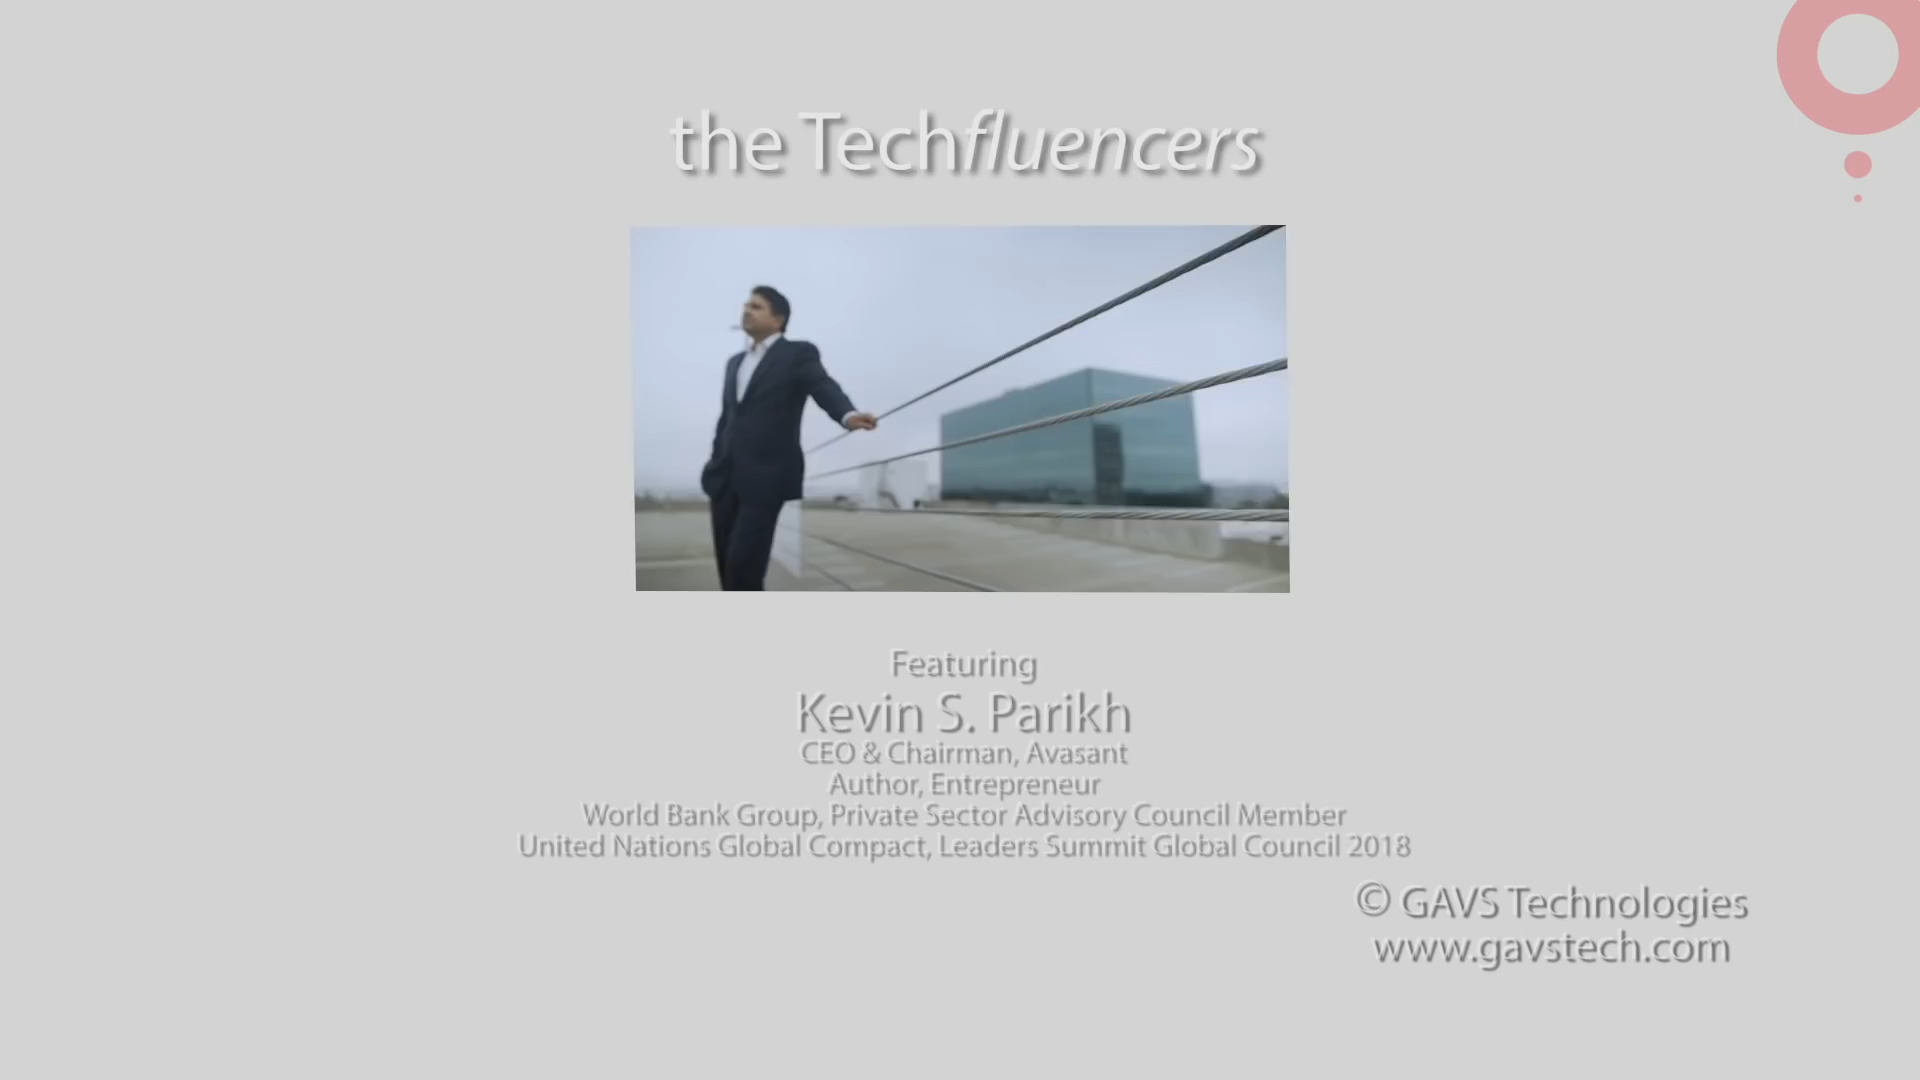 the Techfluencers
Featuring
Kevin S. Parikh
CEO & Chairman, Avasant
Author, Entrepreneur
World Bank Group, Private Sector Advisory Council Member
United Nations Global Compact, Leaders Summit Global Council 2018
© GAVS Technologies
www.gavstech.com